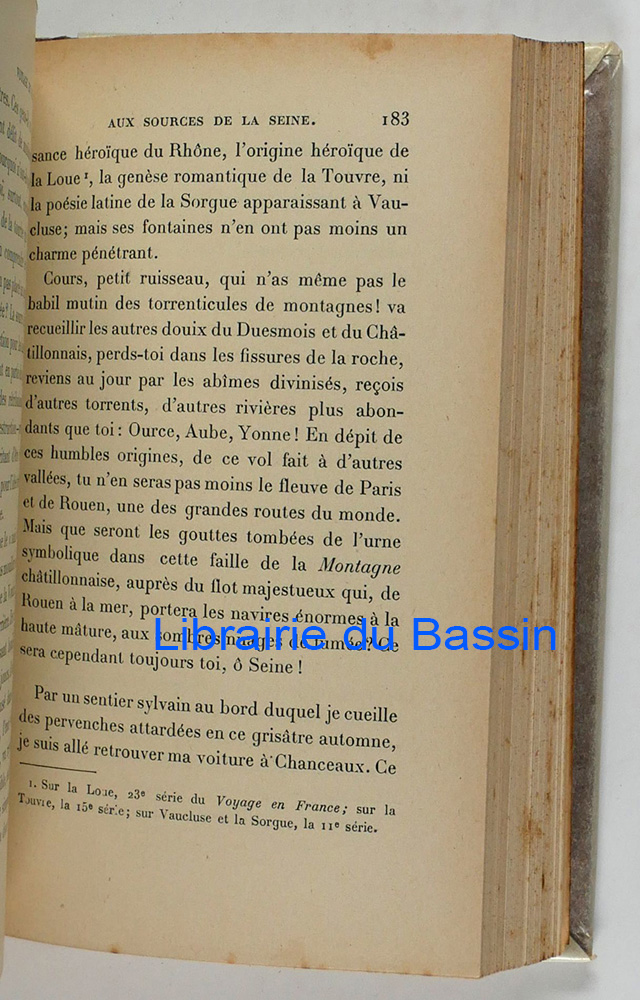 AUX SOURCES DE LA SEINE. 183
sance héroïque du Rhône, l'origine héroïque de
la Loue¹, la genèse romantique de la Touvre, ni
la poésie latine de la Sorgue apparaissant à Vau-
cluse; mais ses fontaines n'en ont pas moins un
charme pénétrant.
Cours, petit ruisseau, qui n'as même pas le
babil mutin des torrenticules de montagnes! va
recueillir les autres douix du Duesmois et du Châ-
tillonnais, perds-toi dans les fissures de la roche,
reviens au jour par les abîmes divinisés, reçois
d'autres torrents, d'autres rivières plus abon-
dants que toi: Ource, Aube, Yonne! En dépit de
ces humbles origines, de ce vol fait à d'autres
vallées, tu n'en seras pas moins le fleuve de Paris
et de Rouen, une des grandes routes du monde.
Mais que seront les gouttes tombées de l'urne
symbolique dans cette faille de la Montagne
châtillonnaise, auprès du flot majestueux qui, de
Rouen à la mer, portera les navires énormes à la
haute mâture, aux sombres nuages de fumée? Ce
Librairie du Bassin
sera cependant toujours toi, ô Seine!
Par un sentier sylvain au bord duquel je cueille
des pervenches attardées en ce grisâtre automne,
je suis allé retrouver ma voiture à Chanceaux. Ce
1. Sur la Loue, 23e série du Voyage en France; sur la
Touvre, la 15e série; sur Vaucluse et la Sorgue, la 11e série.